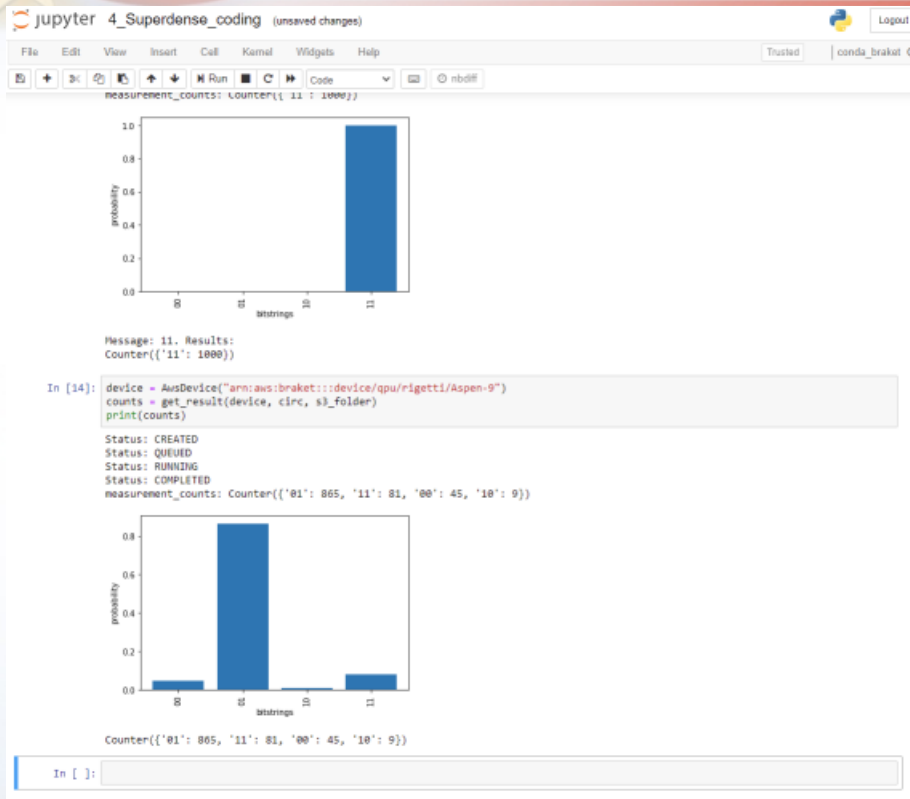 jupyter 4_Superdense_coding (unsaved changes)
Logout
File Edit View Insert Cell Kernel Widgets Help
Trusted
conda_braket
Run
Code
nbdiff
measurement_counts: Counter({'11': 1000})
1.0
0.8
0.6
0.4
0.2
0.0
probability
00 01 10 11
bitstrings
Message: 11. Results:
Counter({'11': 1000})
In [14]: device = AwsDevice("arn:aws:braket:::device/qpu/rigetti/Aspen-9")
counts = get_result(device, circ, s3_folder)
print(counts)
Status: CREATED
Status: QUEUED
Status: RUNNING
Status: COMPLETED
measurement_counts: Counter({'01': 865, '11': 81, '00': 45, '10': 9})
0.8
0.6
0.4
0.2
0.0
probability
00 01 10 11
bitstrings
Counter({'01': 865, '11': 81, '00': 45, '10': 9})
In [ ]: